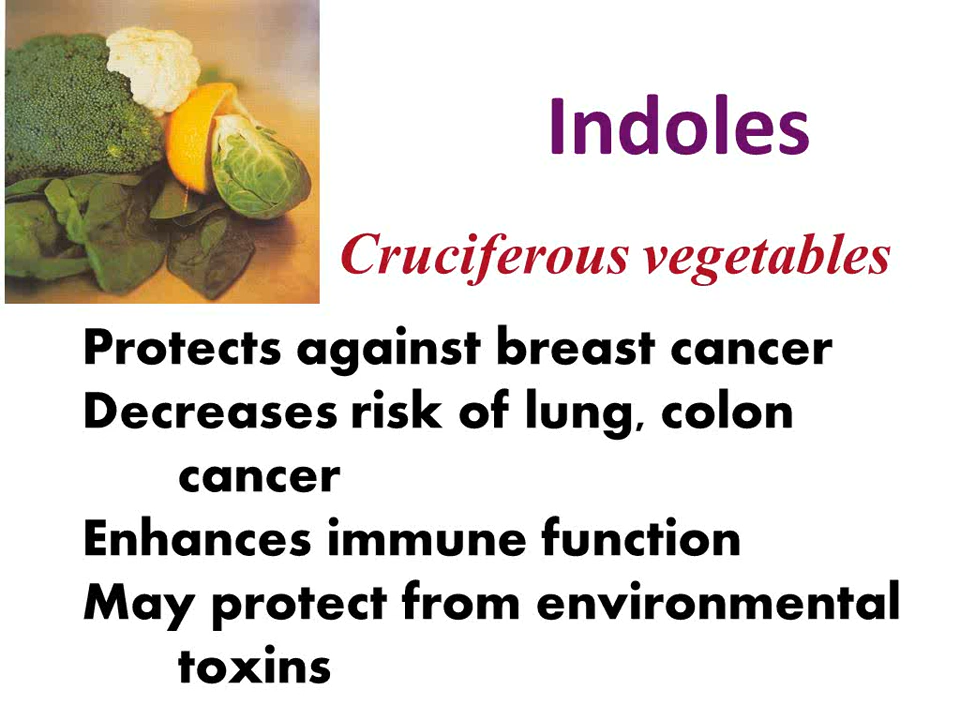 Indoles
Cruciferous vegetables
Protects against breast cancer
Decreases risk of lung, colon
cancer
Enhances immune function
May protect from environmental
toxins